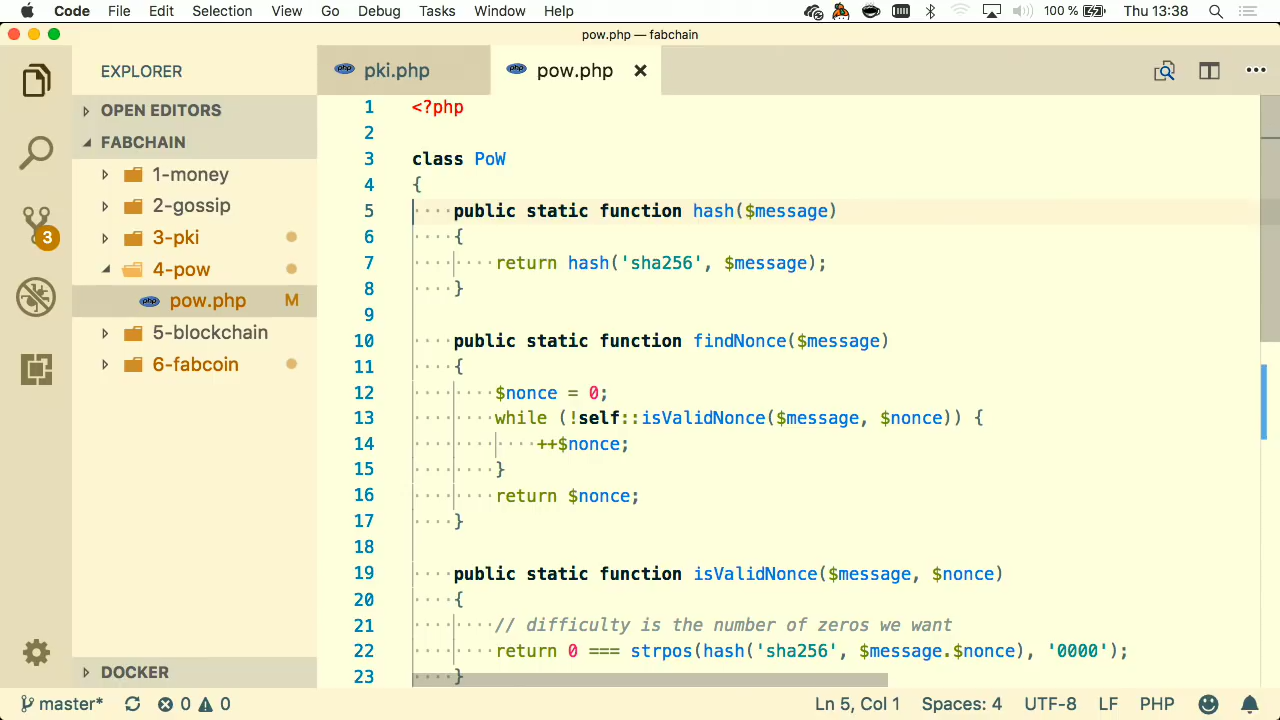 Code File Edit Selection View Go Debug Tasks Window Help 100 % Thu 13:38
pow.php — fabchain
EXPLORER
OPEN EDITORS
FABCHAIN
1-money
2-gossip
3-pki
4-pow
php pow.php M
5-blockchain
6-fabcoin
DOCKER
3
php pki.php
php pow.php
1 <?php
2
3 class PoW
4 {
5 ····public static function hash($message)
6 ····{
7 ········return hash('sha256', $message);
8 ····}
9
10 ····public static function findNonce($message)
11 ····{
12 ········$nonce = 0;
13 ········while (!self::isValidNonce($message, $nonce)) {
14 ············++$nonce;
15 ········}
16 ········return $nonce;
17 ····}
18
19 ····public static function isValidNonce($message, $nonce)
20 ····{
21 ········// difficulty is the number of zeros we want
22 ········return 0 === strpos(hash('sha256', $message.$nonce), '0000');
23 ····}
master* 0 0 Ln 5, Col 1 Spaces: 4 UTF-8 LF PHP